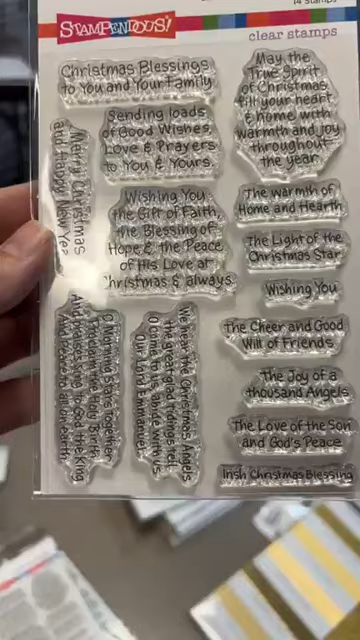 STAMPENDOUS!
14 stamps
clear stamps
Christmas Blessings
to You and Your Family
Sending loads
of Good Wishes,
Love & Prayers
to You & Yours.
Merry Christmas
and Happy New Ye
Wishing You
the Gift of Faith,
the Blessing of
Hope & the Peace
of His Love at
Christmas & always.
O Morning Stars together
Proclaim the Holy Birth
And praises sing to God the King
And peace to all on earth
We hear the Christmas Angels
the great glad tidings tell
O come to us, abide with us
Our Lord Emmanuel
May the
True Spirit
of Christmas
fill your heart
& home with
warmth and joy
throughout
the year.
The warmth of
Home and Hearth
The Light of the
Christmas Star
Wishing You
The Cheer and Good
Will of Friends
The Joy of a
thousand Angels
The Love of the Son
and God's Peace
Irish Christmas Blessing